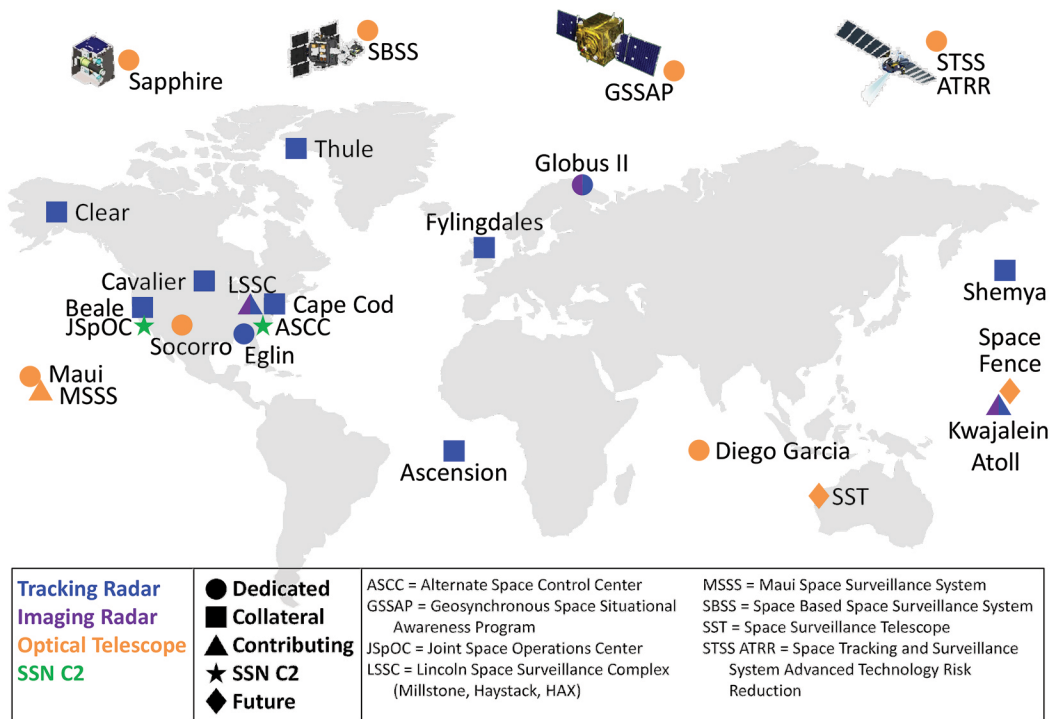 Sapphire
SBSS
GSSAP
STSS
ATRR
Thule
Globus II
Clear
Fylingdales
Cavalier
LSSC
Beale
Cape Cod
Shemya
JSpOC
ASCC
Socorro
Eglin
Space
Fence
Maui
MSSS
Kwajalein
Atoll
Ascension
Diego Garcia
SST
Tracking Radar
Imaging Radar
Optical Telescope
SSN C2
Dedicated
Collateral
Contributing
SSN C2
Future
ASCC = Alternate Space Control Center
GSSAP = Geosynchronous Space Situational
Awareness Program
JSpOC = Joint Space Operations Center
LSSC = Lincoln Space Surveillance Complex
(Millstone, Haystack, HAX)
MSSS = Maui Space Surveillance System
SBSS = Space Based Space Surveillance System
SST = Space Surveillance Telescope
STSS ATRR = Space Tracking and Surveillance
System Advanced Technology Risk
Reduction